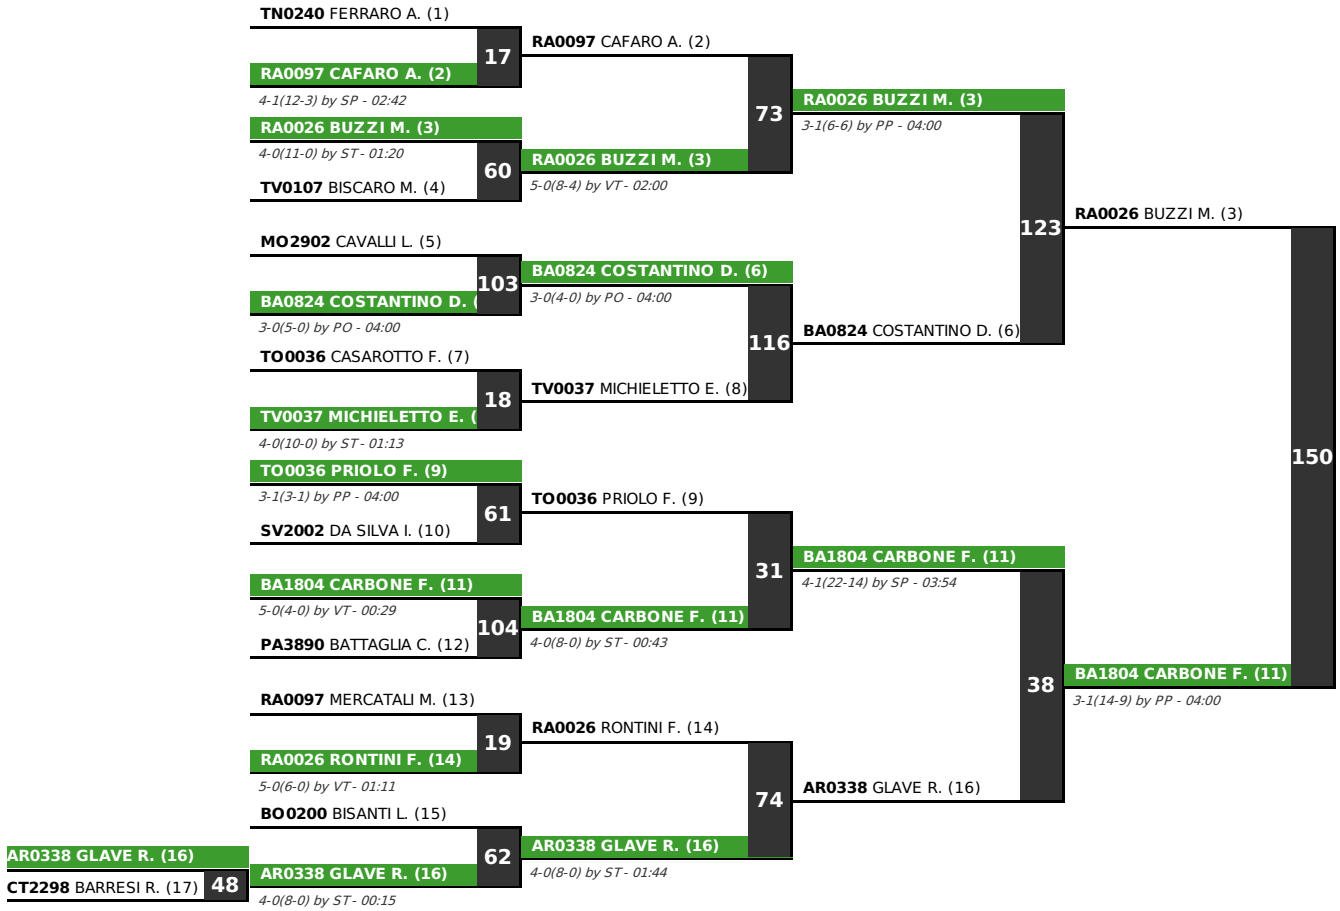 TN0240 FERRARO A. (1)
17
RA0097 CAFARO A. (2)
4-1(12-3) by SP - 02:42
RA0026 BUZZI M. (3)
4-0(11-0) by ST - 01:20
60
TV0107 BISCARO M. (4)
MO2902 CAVALLI L. (5)
103
BA0824 COSTANTINO D. (
3-0(5-0) by PO - 04:00
TO0036 CASAROTTO F. (7)
18
TV0037 MICHIELETTO E. (
4-0(10-0) by ST - 01:13
TO0036 PRIOLO F. (9)
3-1(3-1) by PP - 04:00
61
SV2002 DA SILVA I. (10)
BA1804 CARBONE F. (11)
5-0(4-0) by VT - 00:29
104
PA3890 BATTAGLIA C. (12)
RA0097 MERCATALI M. (13)
19
RA0026 RONTINI F. (14)
5-0(6-0) by VT - 01:11
BO0200 BISANTI L. (15)
62
AR0338 GLAVE R. (16)
4-0(8-0) by ST - 00:15
AR0338 GLAVE R. (16)
CT2298 BARRESI R. (17)
48
RA0097 CAFARO A. (2)
73
RA0026 BUZZI M. (3)
5-0(8-4) by VT - 02:00
BA0824 COSTANTINO D. (6)
3-0(4-0) by PO - 04:00
116
TV0037 MICHIELETTO E. (8)
TO0036 PRIOLO F. (9)
31
BA1804 CARBONE F. (11)
4-0(8-0) by ST - 00:43
RA0026 RONTINI F. (14)
74
AR0338 GLAVE R. (16)
4-0(8-0) by ST - 01:44
RA0026 BUZZI M. (3)
3-1(6-6) by PP - 04:00
123
BA0824 COSTANTINO D. (6)
BA1804 CARBONE F. (11)
4-1(22-14) by SP - 03:54
38
AR0338 GLAVE R. (16)
RA0026 BUZZI M. (3)
150
BA1804 CARBONE F. (11)
3-1(14-9) by PP - 04:00